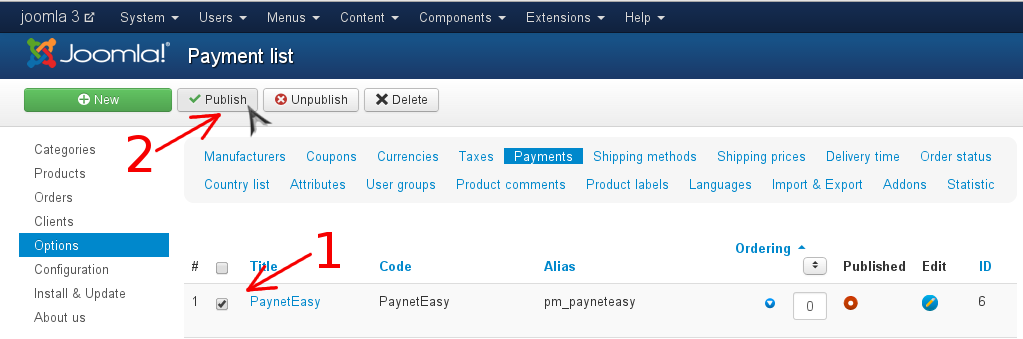 joomla 3 System Users Menus Content Components Extensions Help
Joomla!® Payment list
New Publish Unpublish Delete
2
Categories
Products
Orders
Clients
Options
Configuration
Install & Update
About us
Manufacturers Coupons Currencies Taxes Payments Shipping methods Shipping prices Delivery time Order status
Country list Attributes User groups Product comments Product labels Languages Import & Export Addons Statistic
1
Ordering
# Title Code Alias Published Edit ID
1 PaynetEasy PaynetEasy pm_payneteasy 0 6